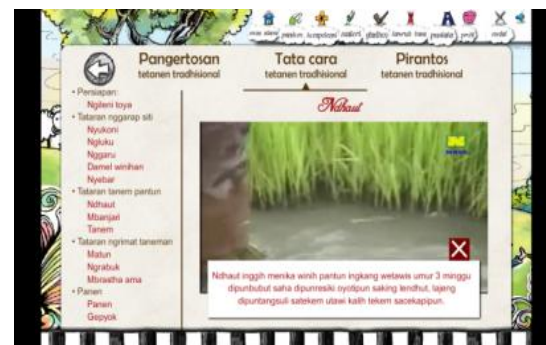 Pangertosan
tetanen tradhisional
Tata cara
tetanen tradhisional
Pirantos
tetanen tradhisional
• Persiapan:
Ngileni toya
• Tataran nggarap siti
Nyukoni
Ngluku
Nggaru
Damel winihan
Nyebar
• Tataran tanem pantun
Ndhaut
Mbanjari
Tanem
• Tataran ngrimat taneman
Matun
Ngrabuk
Mbrastha ama
• Panen
Panen
Gepyok
Ndhaut
Ndhaut inggih menika winih pantun ingkang wetawis umur 3 minggu
dipunbubut saha dipunresiki oyotipun saking lendhut, lajeng
dipuntangsuli satekem utawi kalih tekem sacekapipun.